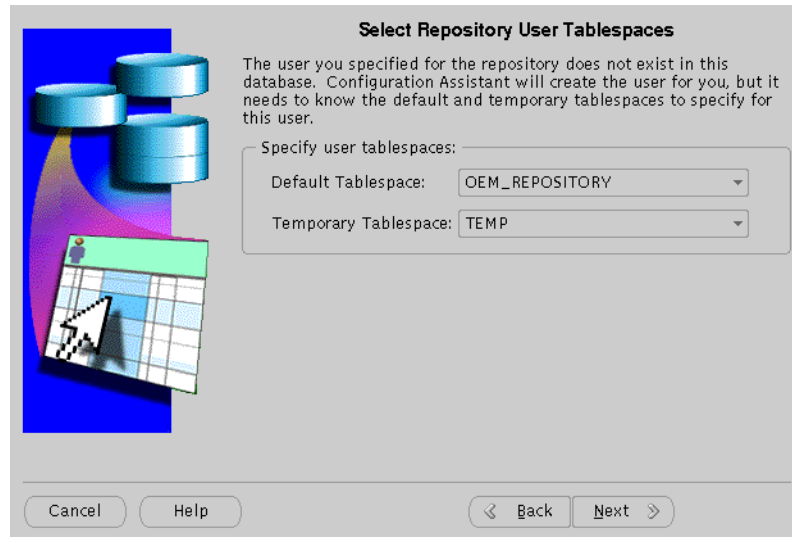 Select Repository User Tablespaces
The user you specified for the repository does not exist in this
database.  Configuration Assistant will create the user for you, but it
needs to know the default and temporary tablespaces to specify for
this user.
Specify user tablespaces:
Default Tablespace: OEM_REPOSITORY
Temporary Tablespace: TEMP
Cancel Help Back Next